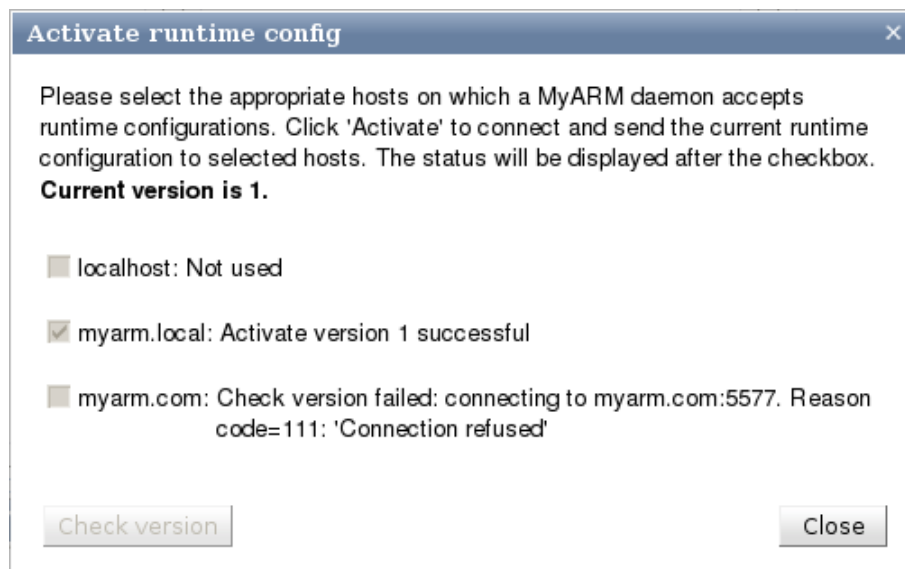 Activate runtime config
Please select the appropriate hosts on which a MyARM daemon accepts
runtime configurations. Click 'Activate' to connect and send the current runtime
configuration to selected hosts. The status will be displayed after the checkbox.
Current version is 1.
localhost: Not used
myarm.local: Activate version 1 successful
myarm.com: Check version failed: connecting to myarm.com:5577. Reason
code=111: 'Connection refused'
Check version
Close